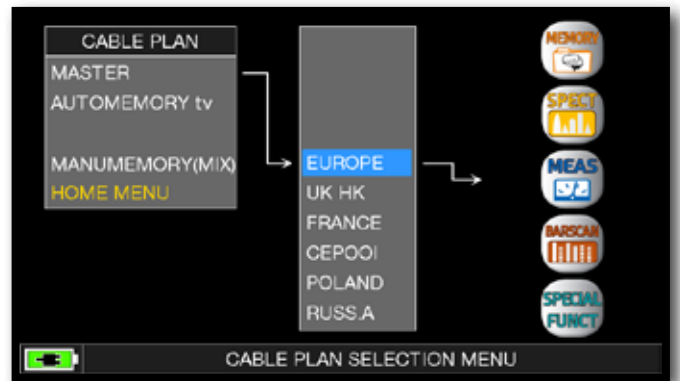 CABLE PLAN
MASTER
AUTOMEMORY tv
MANUMEMORY(MIX)
HOME MENU
EUROPE
UK HK
FRANCE
CEPOOI
POLAND
RUSS.A
MEMORY
SPECT
MEAS
BARSCAN
SPECIAL
FUNCT
CABLE PLAN SELECTION MENU